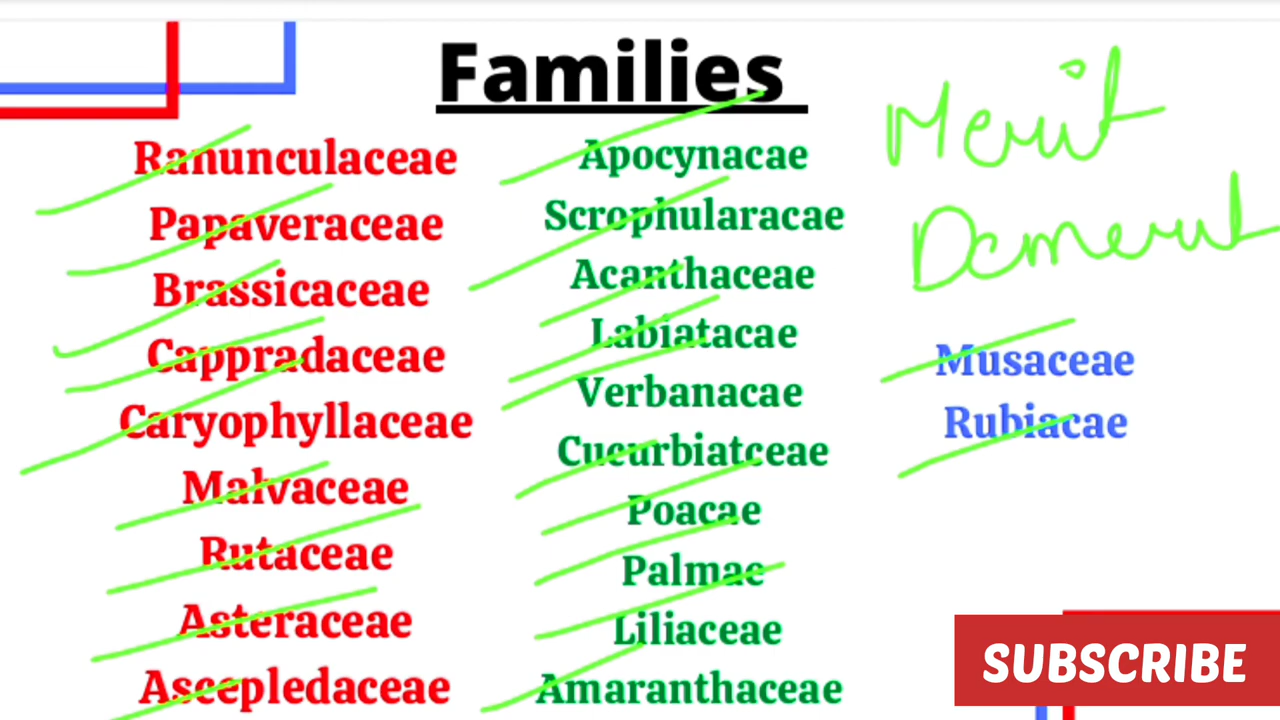 Families
Ranunculaceae
Papaveraceae
Brassicaceae
Cappradaceae
Caryophyllaceae
Malvaceae
Rutaceae
Asteraceae
Ascepledaceae
Apocynacae
Scrophularacae
Acanthaceae
Labiatacae
Verbanacae
Cucurbiatceae
Poacae
Palmae
Liliaceae
Amaranthaceae
Merit
Demerit
Musaceae
Rubiacae
SUBSCRIBE